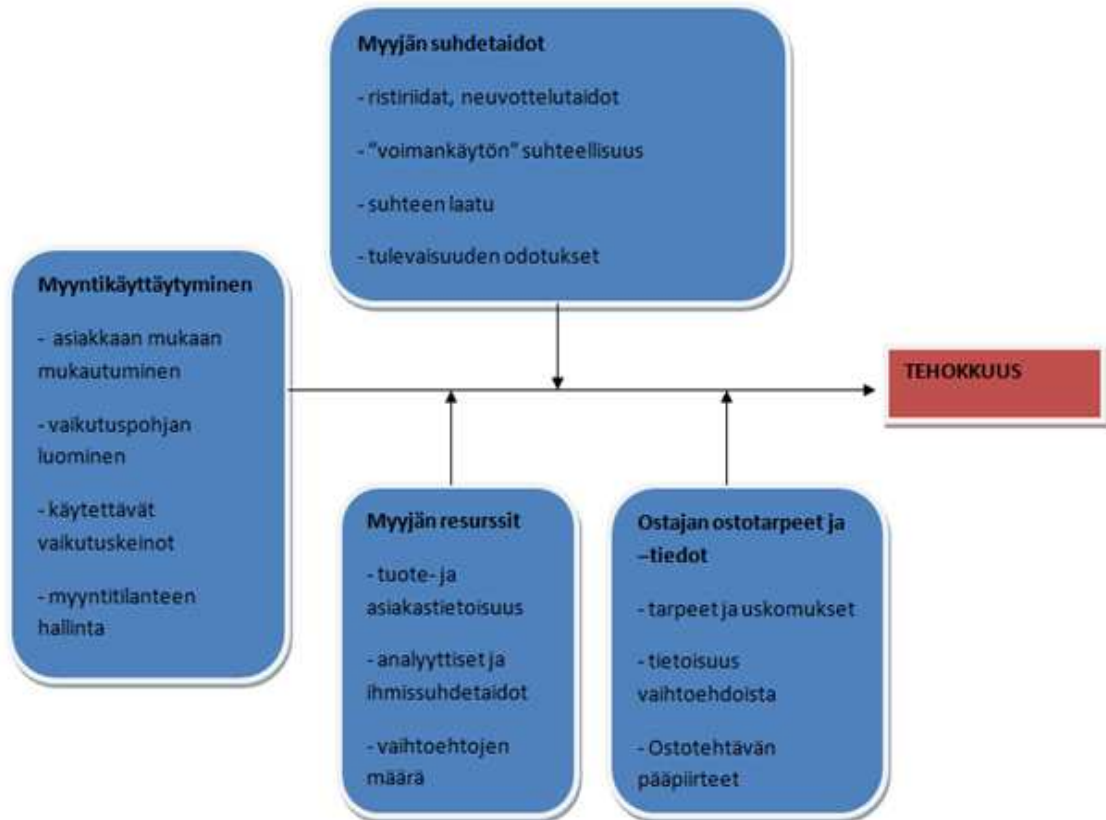 Myyjän suhdetaidot
- ristiriidat, neuvottelutaidot
- "voimankäytön" suhteellisuus
- suhteen laatu
- tulevaisuuden odotukset
Myyntikäyttäytyminen
- asiakkaan mukaan
mukautuminen
- vaikutuspohjan
luominen
- käytettävät
vaikutuskeinot
- myyntitilanteen
hallinta
TEHOKKUUS
Myyjän resurssit
- tuote- ja
asiakastietoisuus
- analyyttiset ja
ihmissuhdetaidot
- vaihtoehtojen
määrä
Ostajan ostotarpeet ja
–tiedot
- tarpeet ja uskomukset
- tietoisuus
vaihtoehdoista
- Ostotehtävän
pääpiirteet